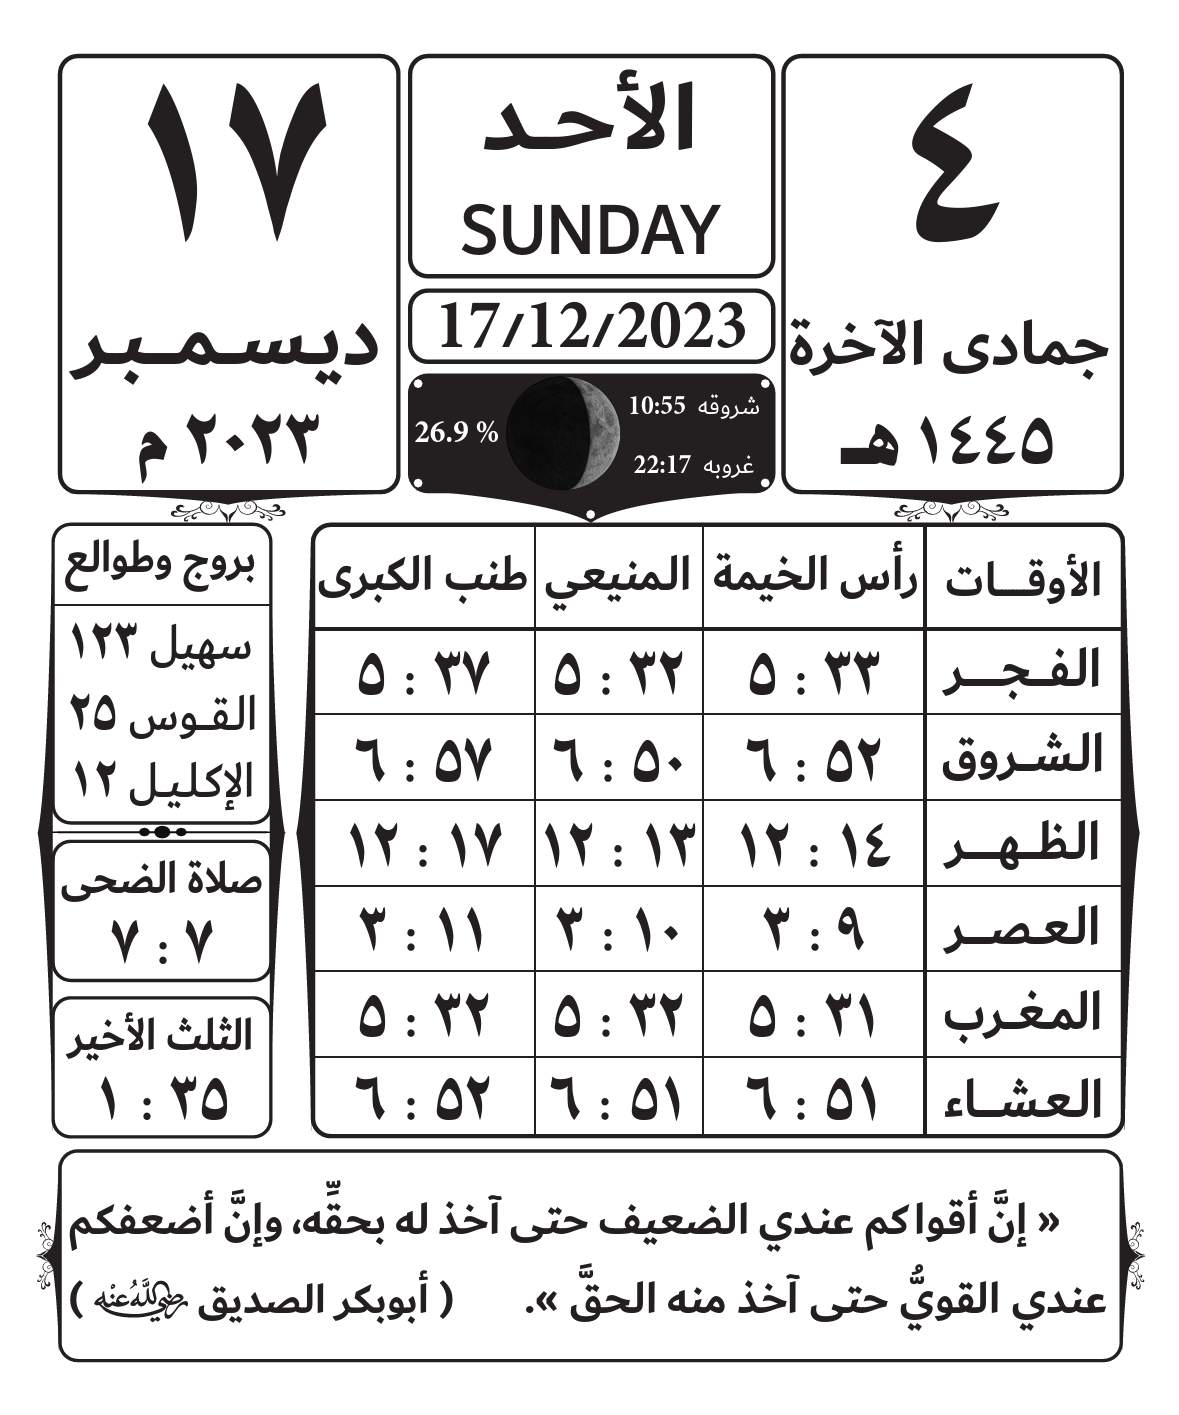 ٤
جمادى الآخرة
١٤٤٥ هـ
الأحد
SUNDAY
17/12/2023
شروقه 10:55
26.9 %
غروبه 22:17
١٧
ديسمبر
٢٠٢٣ م
الأوقات رأس الخيمة المنيعي طنب الكبرى
الفجر ٣٣ : ٥ ٣٢ : ٥ ٣٧ : ٥
الشروق ٥٢ : ٦ ٥٠ : ٦ ٥٧ : ٦
الظهر ١٤ : ١٢ ١٣ : ١٢ ١٧ : ١٢
العصر ٩ : ٣ ١٠ : ٣ ١١ : ٣
المغرب ٣١ : ٥ ٣٢ : ٥ ٣٢ : ٥
العشاء ٥١ : ٦ ٥١ : ٦ ٥٢ : ٦
بروج وطوالع
سهيل ١٢٣
القوس ٢٥
الإكليل ١٢
صلاة الضحى
٧ : ٧
الثلث الأخير
٣٥ : ١
« إنَّ أقواكم عندي الضعيف حتى آخذ له بحقِّه، وإنَّ أضعفكم
عندي القويُّ حتى آخذ منه الحقَّ ». ( أبوبكر الصديق رضي الله عنه )